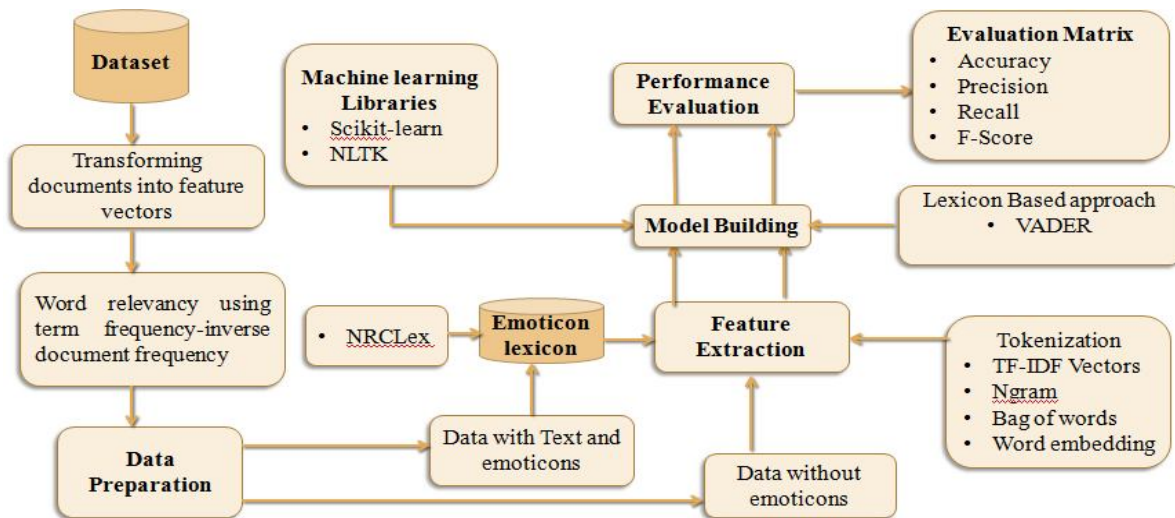 Dataset
Transforming
documents into feature
vectors
Word relevancy using
term frequency-inverse
document frequency
Data
Preparation
Machine learning
Libraries
• Scikit-learn
• NLTK
• NRCLex
Emoticon
lexicon
Data with Text and
emoticons
Performance
Evaluation
Model Building
Feature
Extraction
Data without
emoticons
Evaluation Matrix
• Accuracy
• Precision
• Recall
• F-Score
Lexicon Based approach
• VADER
Tokenization
• TF-IDF Vectors
• Ngram
• Bag of words
• Word embedding